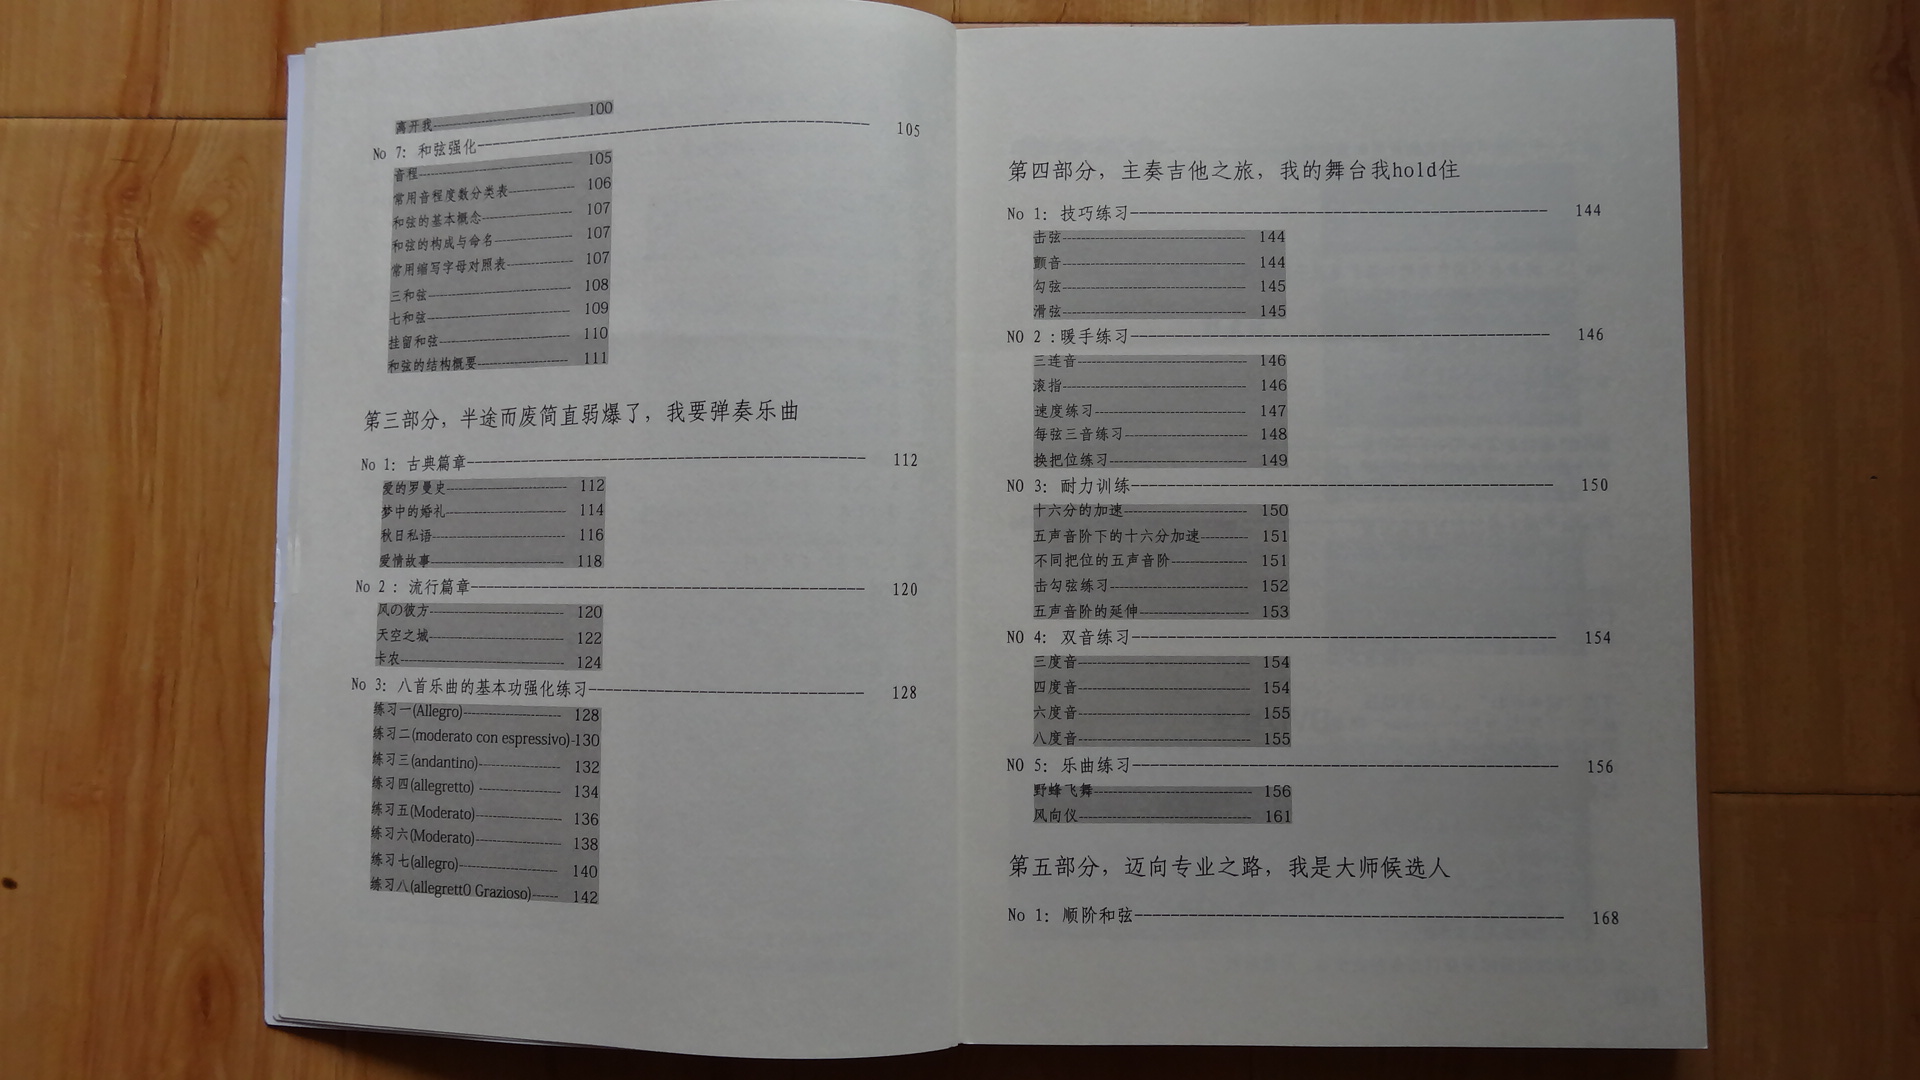 离开我------100
No 7: 和弦强化------105
音程------105
常用音程度数分类表------106
和弦的基本概念------107
和弦的构成与命名------107
常用缩写字母对照表------107
三和弦------108
七和弦------109
挂留和弦------110
和弦的结构概要------111
第三部分，半途而废简直弱爆了，我要弹奏乐曲
No 1: 古典篇章------112
爱的罗曼史------112
梦中的婚礼------114
秋日私语------116
爱情故事------118
No 2 : 流行篇章------120
风の彼方------120
天空之城------122
卡农------124
No 3: 八首乐曲的基本功强化练习------128
练习一(Allegro)------128
练习二(moderato con espressivo)-130
练习三(andantino)------132
练习四(allegretto)------134
练习五(Moderato)------136
练习六(Moderato)------138
练习七(allegro)------140
练习八(allegrettO Grazioso)------142
第四部分，主奏吉他之旅，我的舞台我hold住
No 1: 技巧练习------144
击弦------144
颤音------144
勾弦------145
滑弦------145
NO 2 :暖手练习------146
三连音------146
滚指------146
速度练习------147
每弦三音练习------148
换把位练习------149
NO 3: 耐力训练------150
十六分的加速------150
五声音阶下的十六分加速------151
不同把位的五声音阶------151
击勾弦练习------152
五声音阶的延伸------153
NO 4: 双音练习------154
三度音------154
四度音------154
六度音------155
八度音------155
NO 5: 乐曲练习------156
野蜂飞舞------156
风向仪------161
第五部分，迈向专业之路，我是大师候选人
No 1: 顺阶和弦------168